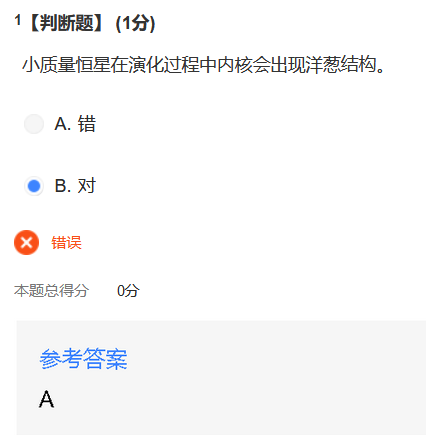 1【判断题】 (1分)
小质量恒星在演化过程中内核会出现洋葱结构。
A. 错
B. 对
错误
本题总得分 0分
参考答案
A